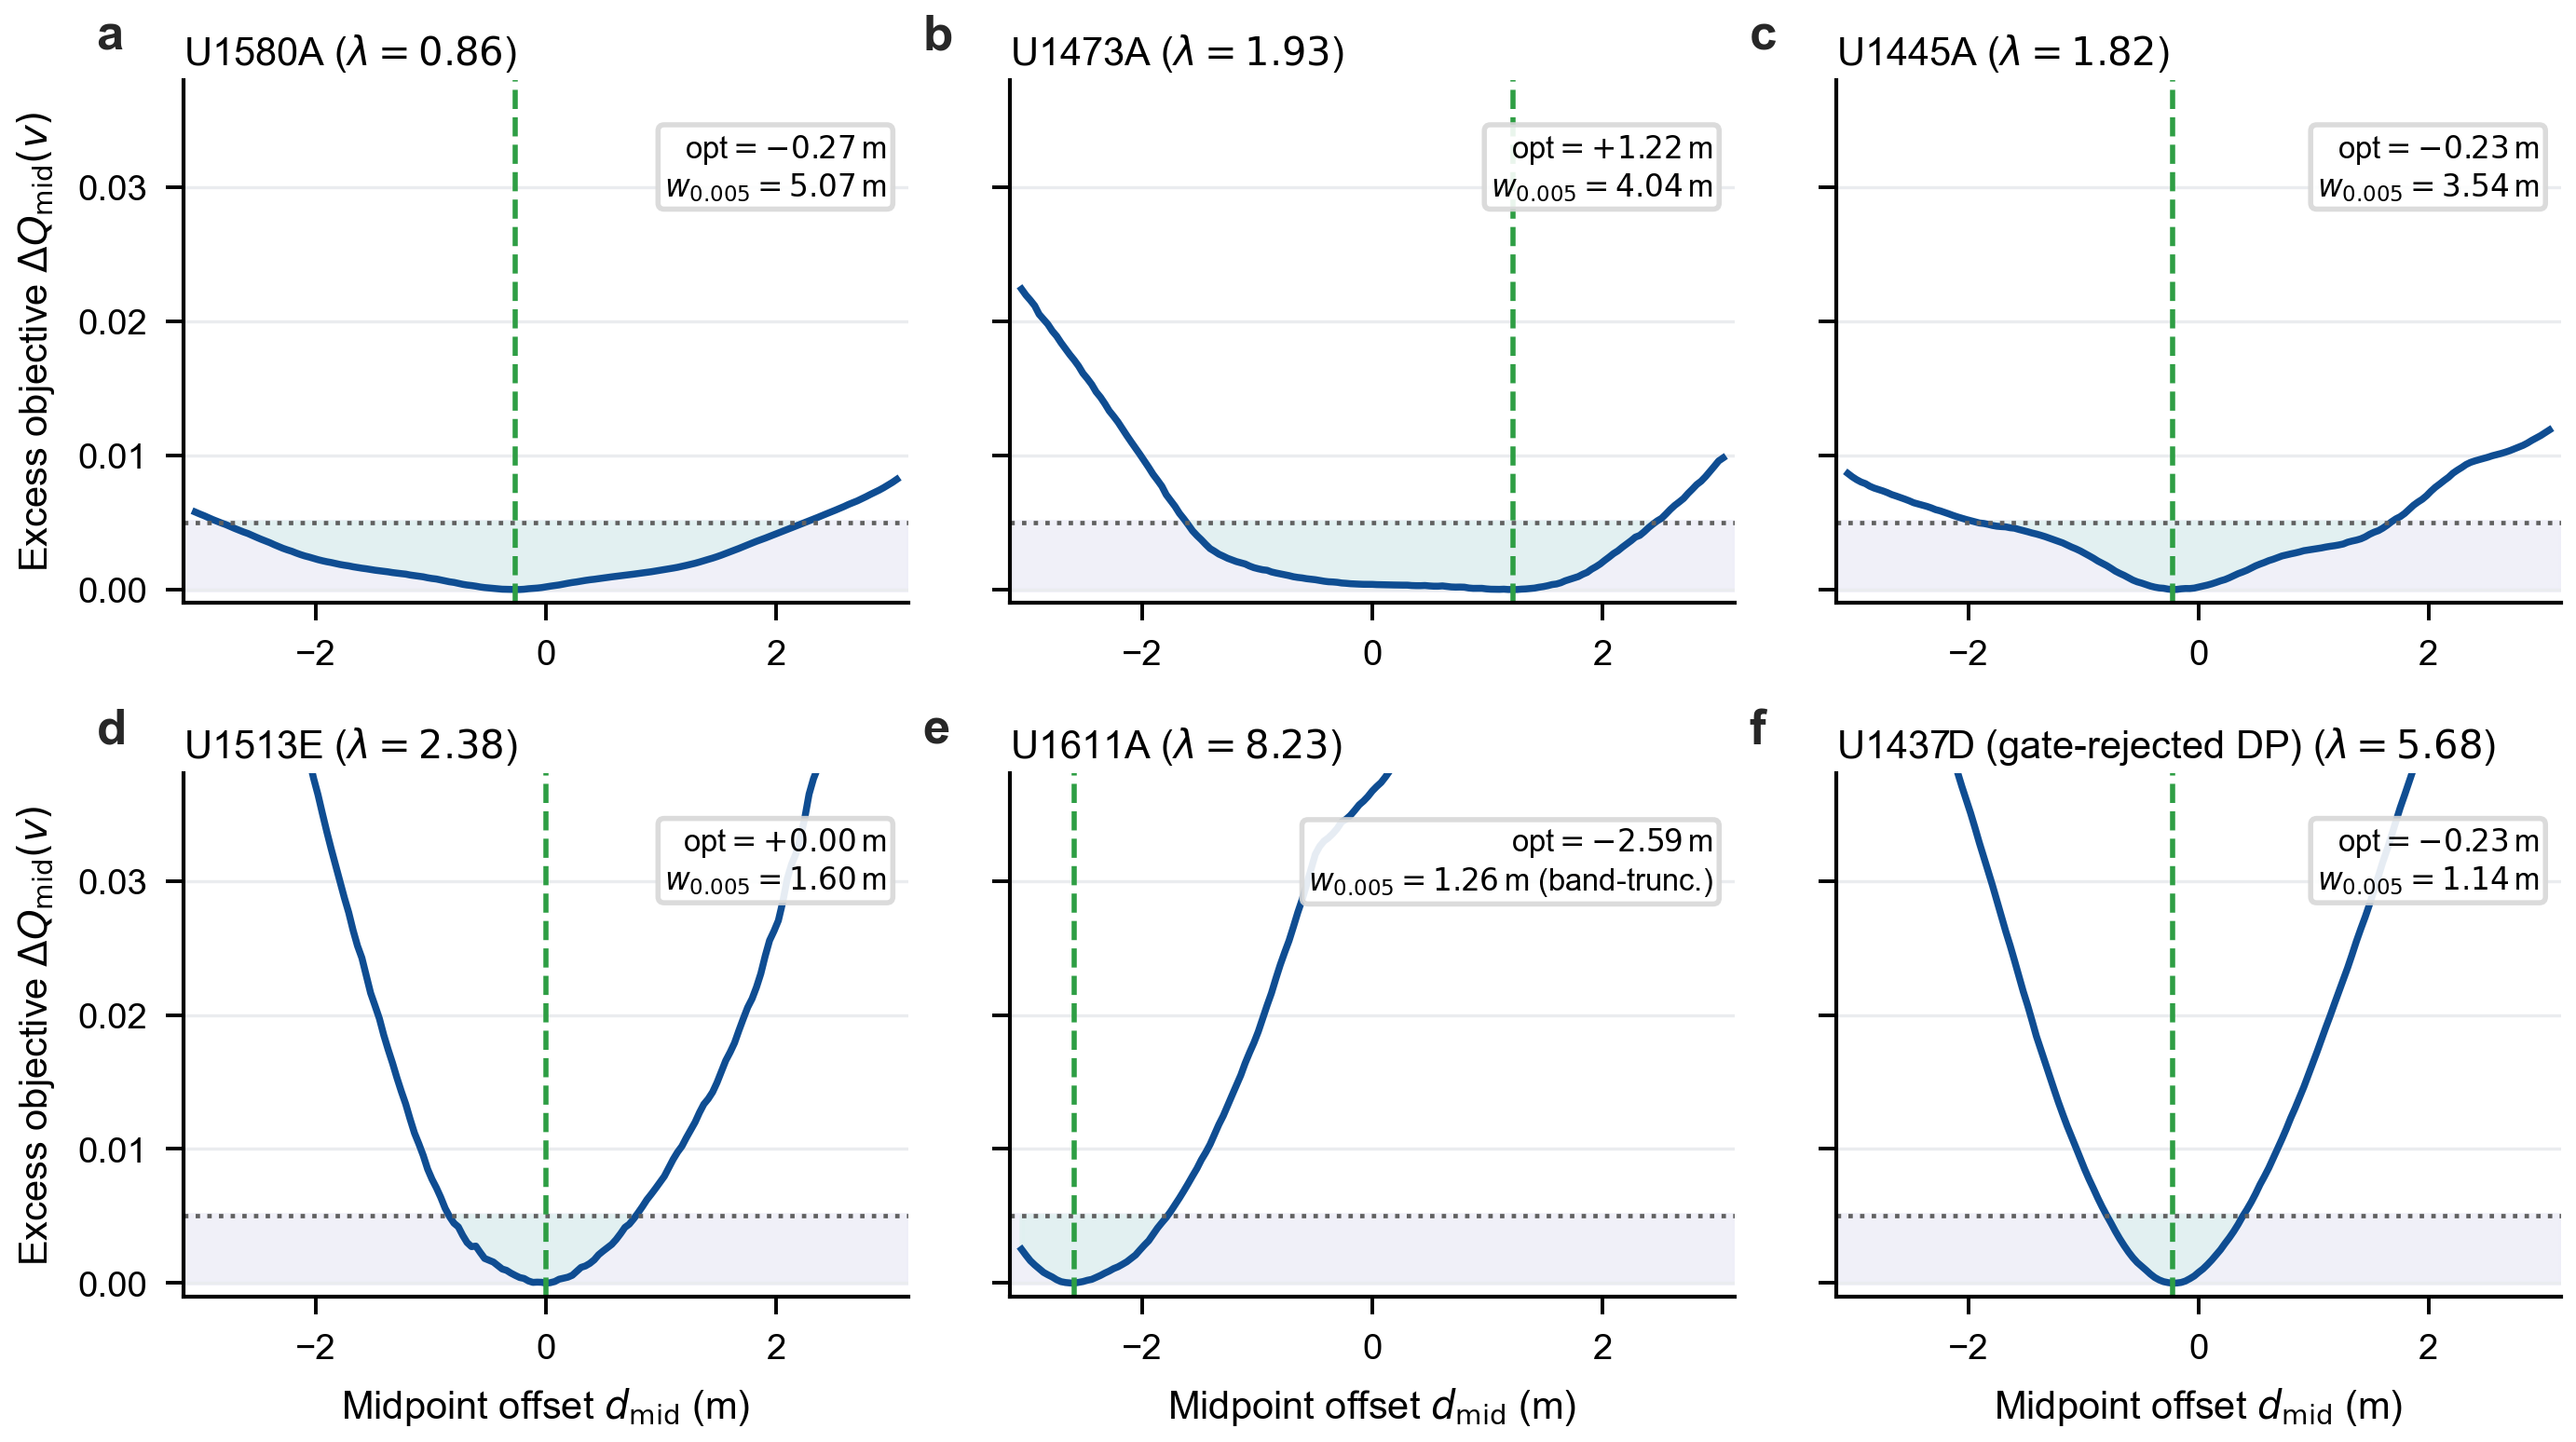 a
U1580A (λ = 0.86)
b
U1473A (λ = 1.93)
c
U1445A (λ = 1.82)
Excess objective ΔQmid(v)
0.03
0.02
0.01
0.00
opt = −0.27 m
w0.005 = 5.07 m
opt = +1.22 m
w0.005 = 4.04 m
opt = −0.23 m
w0.005 = 3.54 m
−2 0 2
−2 0 2
−2 0 2
d
U1513E (λ = 2.38)
e
U1611A (λ = 8.23)
f
U1437D (gate-rejected DP) (λ = 5.68)
Excess objective ΔQmid(v)
0.03
0.02
0.01
0.00
opt = +0.00 m
w0.005 = 1.60 m
opt = −2.59 m
w0.005 = 1.26 m (band-trunc.)
opt = −0.23 m
w0.005 = 1.14 m
−2 0 2
−2 0 2
−2 0 2
Midpoint offset dmid (m)
Midpoint offset dmid (m)
Midpoint offset dmid (m)